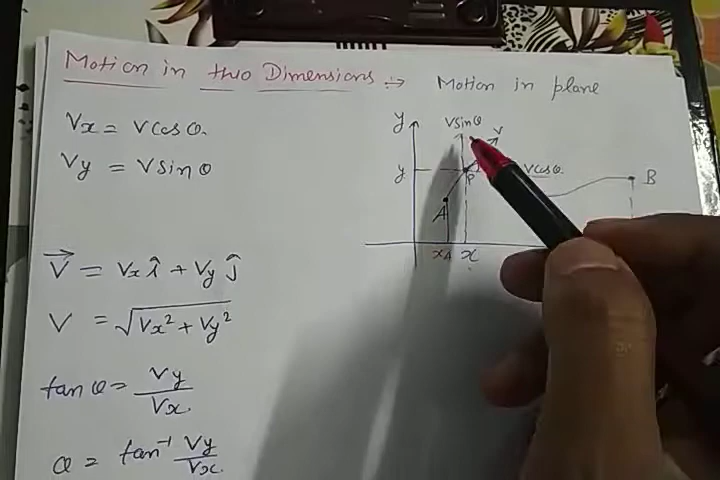 Motion in two Dimensions :→ Motion in plane
Vx = V cos θ.
Vy = V sin θ
V⃗ = Vx î + Vy ĵ
V = √Vx² + Vy²
tan θ = Vy/Vx.
θ = tan⁻¹ Vy/Vx.
y
V sin θ
V
y
P
V cos θ.
B
A
xA x